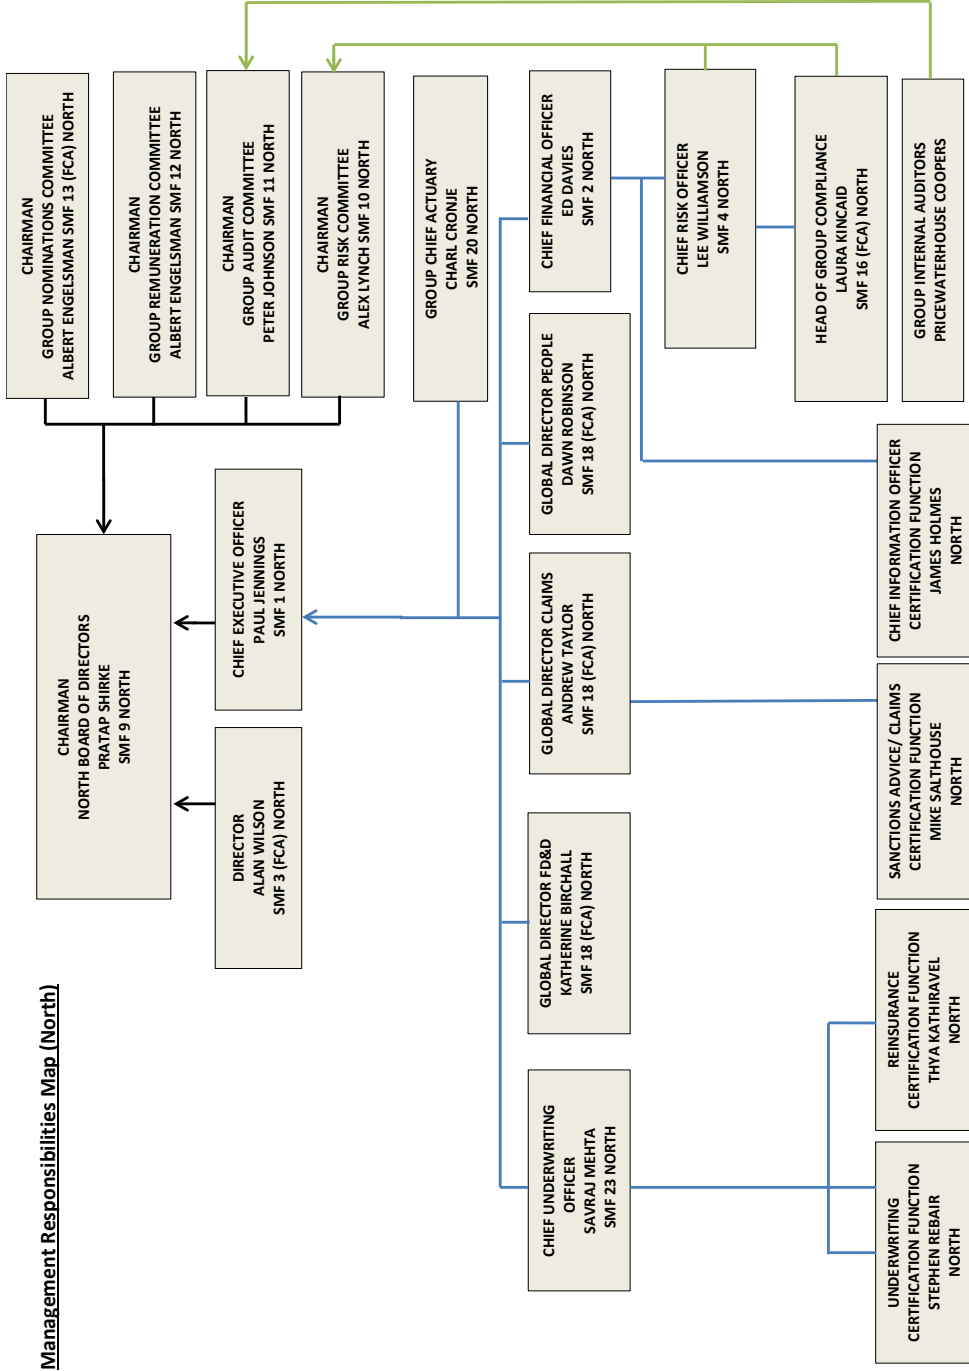 Management Responsibilities Map (North)
CHAIRMAN
NORTH BOARD OF DIRECTORS
PRATAP SHIRKE
SMF 9 NORTH
CHAIRMAN
GROUP NOMINATIONS COMMITTEE
ALBERT ENGELSMAN SMF 13 (FCA) NORTH
CHAIRMAN
GROUP REMUNERATION COMMITTEE
ALBERT ENGELSMAN SMF 12 NORTH
CHAIRMAN
GROUP AUDIT COMMITTEE
PETER JOHNSON SMF 11 NORTH
CHAIRMAN
GROUP RISK COMMITTEE
ALEX LYNCH SMF 10 NORTH
DIRECTOR
ALAN WILSON
SMF 3 (FCA) NORTH
CHIEF EXECUTIVE OFFICER
PAUL JENNINGS
SMF 1 NORTH
GROUP CHIEF ACTUARY
CHARL CRONJE
SMF 20 NORTH
CHIEF UNDERWRITING
OFFICER
SAVRAJ MEHTA
SMF 23 NORTH
GLOBAL DIRECTOR FD&D
KATHERINE BIRCHALL
SMF 18 (FCA) NORTH
GLOBAL DIRECTOR CLAIMS
ANDREW TAYLOR
SMF 18 (FCA) NORTH
GLOBAL DIRECTOR PEOPLE
DAWN ROBINSON
SMF 18 (FCA) NORTH
CHIEF FINANCIAL OFFICER
ED DAVIES
SMF 2 NORTH
CHIEF RISK OFFICER
LEE WILLIAMSON
SMF 4 NORTH
HEAD OF GROUP COMPLIANCE
LAURA KINCAID
SMF 16 (FCA) NORTH
UNDERWRITING
CERTIFICATION FUNCTION
STEPHEN REBAIR
NORTH
REINSURANCE
CERTIFICATION FUNCTION
THYA KATHIRAVEL
NORTH
SANCTIONS ADVICE/ CLAIMS
CERTIFICATION FUNCTION
MIKE SALTHOUSE
NORTH
CHIEF INFORMATION OFFICER
CERTIFICATION FUNCTION
JAMES HOLMES
NORTH
GROUP INTERNAL AUDITORS
PRICEWATERHOUSE COOPERS